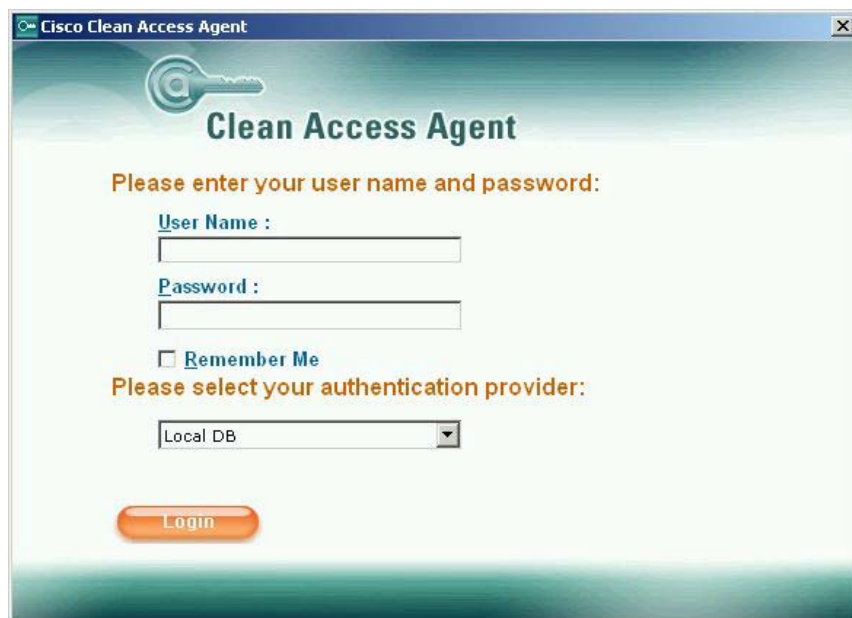 Cisco Clean Access Agent
Clean Access Agent
Please enter your user name and password:
User Name :
Password :
Remember Me
Please select your authentication provider:
Local DB
Login